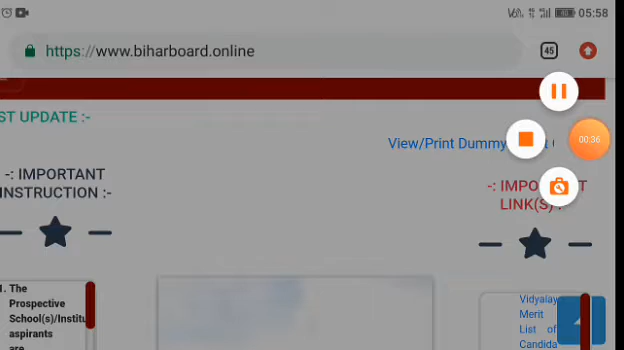 05:58
https://www.biharboard.online
45
ST UPDATE :-
View/Print Dummy
00:36
-: IMPORTANT
INSTRUCTION :-
-: IMPO T
LINK(S) :
1. The
Prospective
School(s)/Institu
aspirants
are
Vidyalay
Merit
List of
Candida